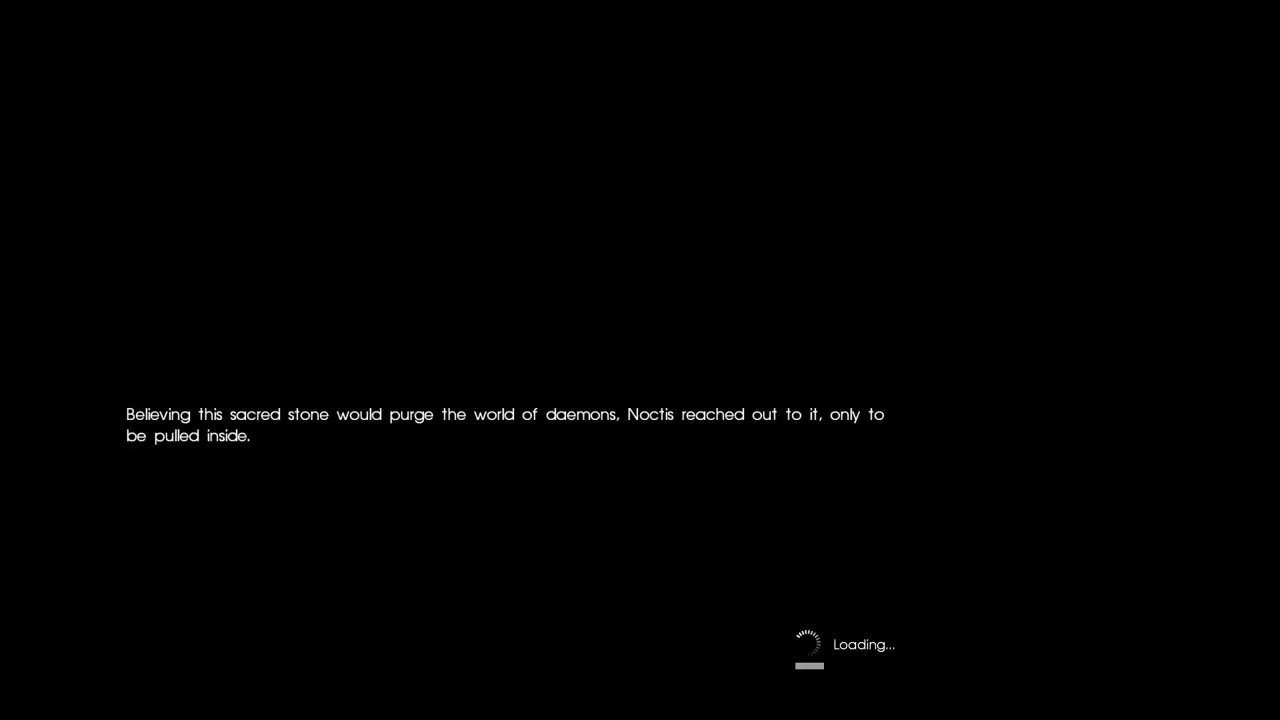 Believing this sacred stone would purge the world of daemons, Noctis reached out to it, only to
be pulled inside.
Loading...